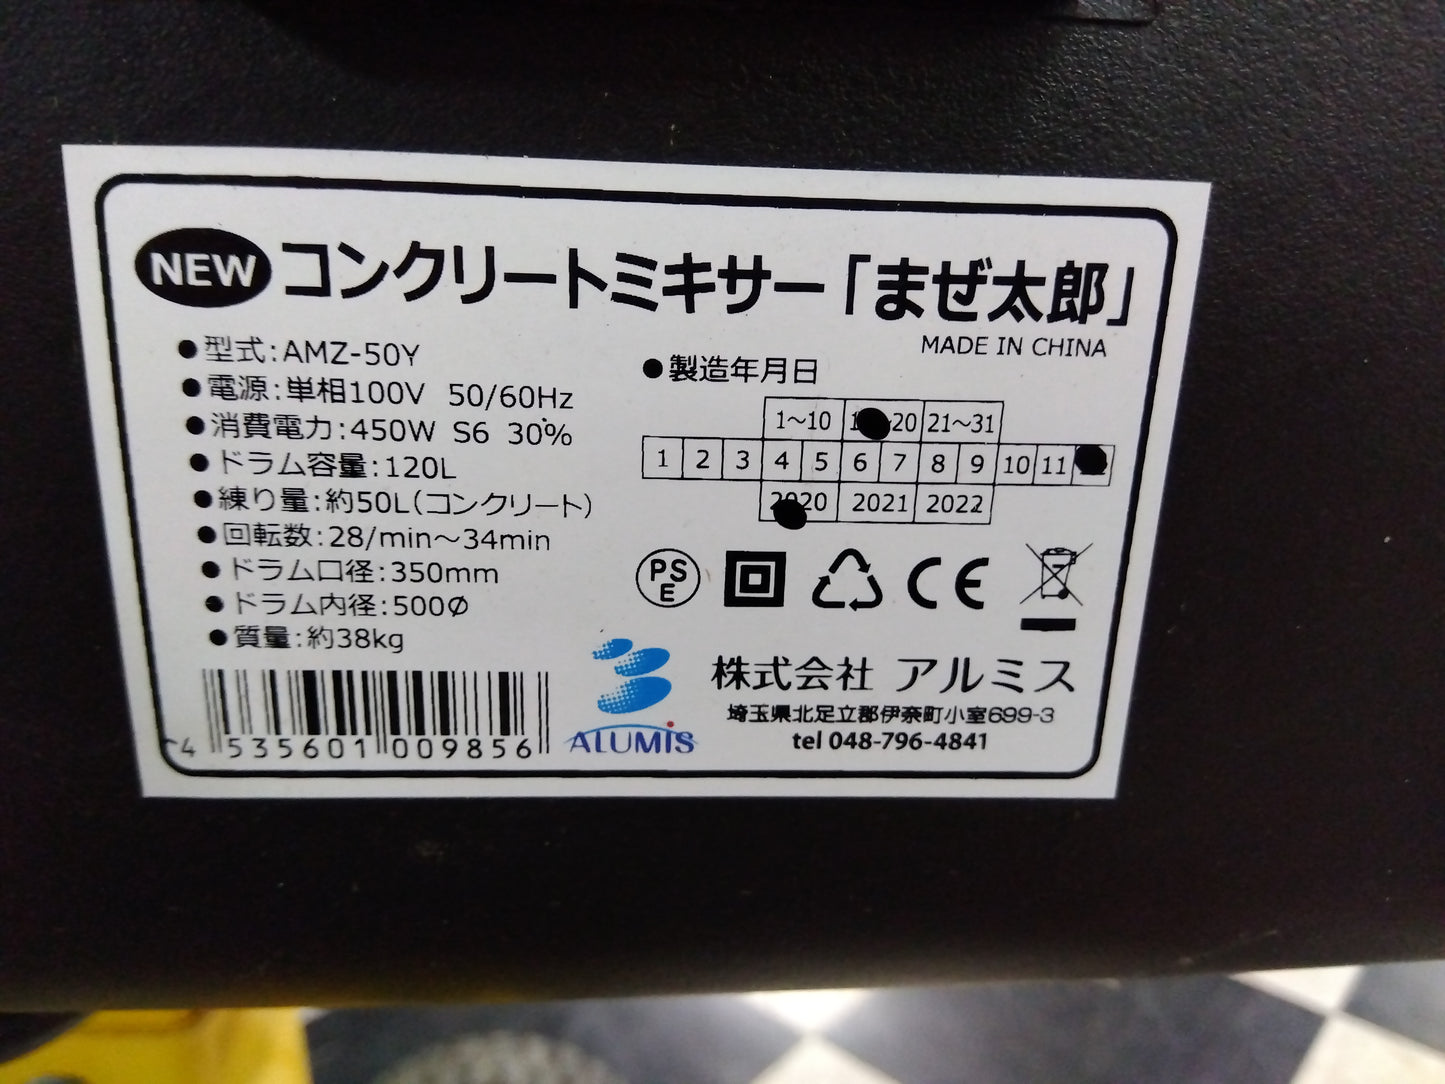 NEW コンクリートミキサー「まぜ太郎」
MADE IN CHINA
●型式:AMZ-50Y
●電源:単相100V 50/60Hz
●消費電力:450W S6 30%
●ドラム容量:120L
●練り量:約50L(コンクリート)
●回転数:28/min～34min
●ドラム口径:350mm
●ドラム内径:500Ø
●質量:約38kg
●製造年月日
1～10 20 21～31
1 2 3 4 5 6 7 8 9 10 11
2020 2021 2022
PS
E
CE
4 535601 009856
ALUMIS
株式会社 アルミス
埼玉県北足立郡伊奈町小室699-3
tel 048-796-4841